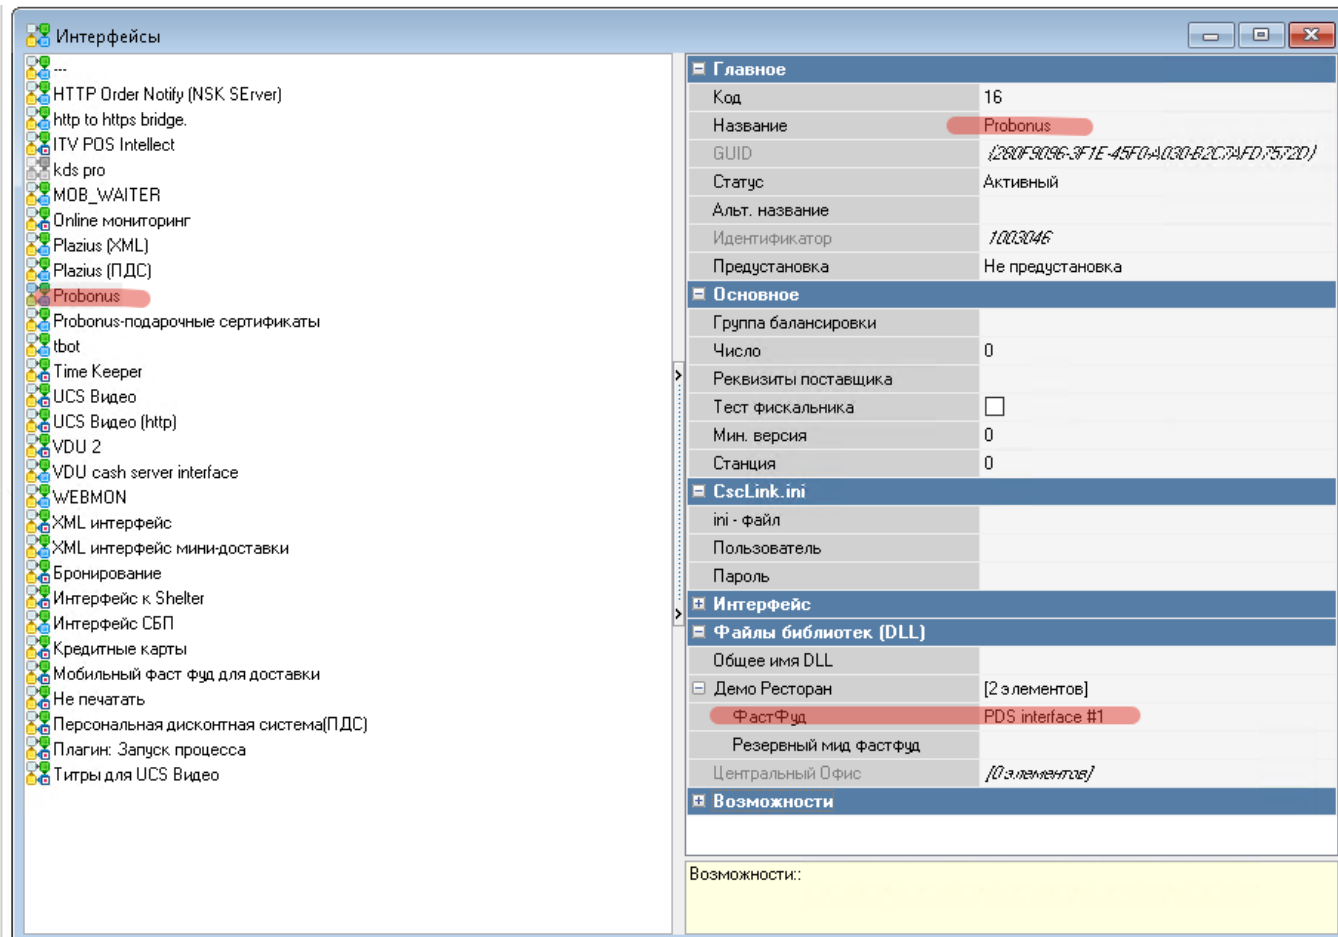 Интерфейсы
---
HTTP Order Notify (NSK SErver)
http to https bridge.
ITV POS Intellect
kds pro
MOB_WAITER
Online мониторинг
Plazius (XML)
Plazius (ПДС)
Probonus
Probonus-подарочные сертификаты
tbot
Time Keeper
UCS Видео
UCS Видео (http)
VDU 2
VDU cash server interface
WEBMON
XML интерфейс
XML интерфейс мини-доставки
Бронирование
Интерфейс к Shelter
Интерфейс СБП
Кредитные карты
Мобильный фаст фуд для доставки
Не печатать
Персональная дисконтная система(ПДС)
Плагин: Запуск процесса
Титры для UCS Видео
Главное
Код 16
Название Probonus
GUID {280F9096-3F1E-45F0-A030-B2C7AFD7572D}
Статус Активный
Альт. название
Идентификатор 1003046
Предустановка Не предустановка
Основное
Группа балансировки
Число 0
Реквизиты поставщика
Тест фискальника
Мин. версия 0
Станция 0
CscLink.ini
ini - файл
Пользователь
Пароль
Интерфейс
Файлы библиотек (DLL)
Общее имя DLL
Демо Ресторан [2 элементов]
ФастФуд PDS interface #1
Резервный мид фастфуд
Центральный Офис [0 элементов]
Возможности
Возможности::